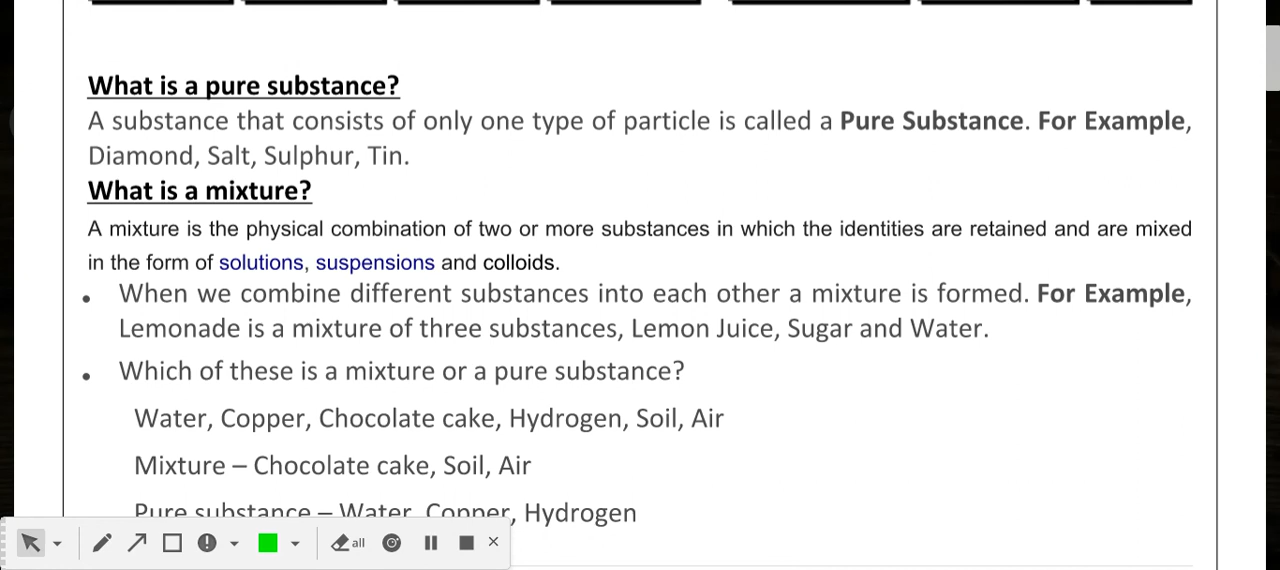 What is a pure substance?
A substance that consists of only one type of particle is called a Pure Substance. For Example,
Diamond, Salt, Sulphur, Tin.
What is a mixture?
A mixture is the physical combination of two or more substances in which the identities are retained and are mixed
in the form of solutions, suspensions and colloids.
• When we combine different substances into each other a mixture is formed. For Example,
Lemonade is a mixture of three substances, Lemon Juice, Sugar and Water.
• Which of these is a mixture or a pure substance?
Water, Copper, Chocolate cake, Hydrogen, Soil, Air
Mixture – Chocolate cake, Soil, Air
Pure substance – Water, Copper, Hydrogen
all